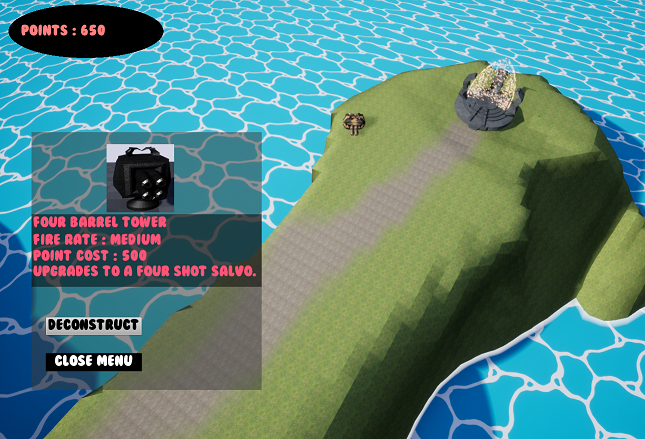 POINTS : 650
FOUR BARREL TOWER
FIRE RATE : MEDIUM
POINT COST : 500
UPGRADES TO A FOUR SHOT SALVO.
DECONSTRUCT
CLOSE MENU